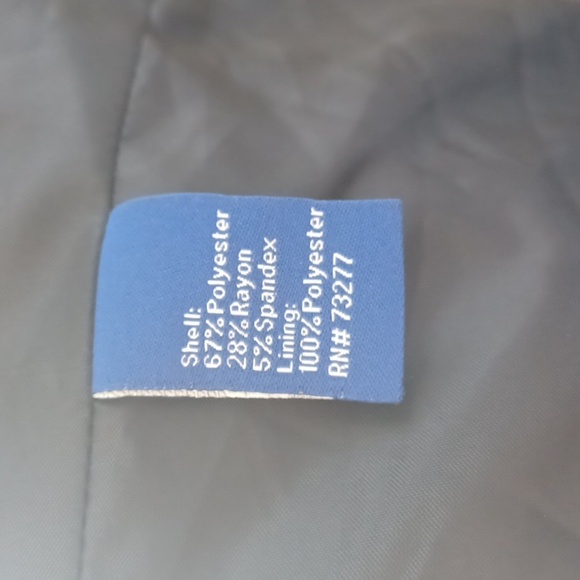 Shell:
67% Polyester
28% Rayon
5% Spandex
Lining:
100% Polyester
RN# 73277